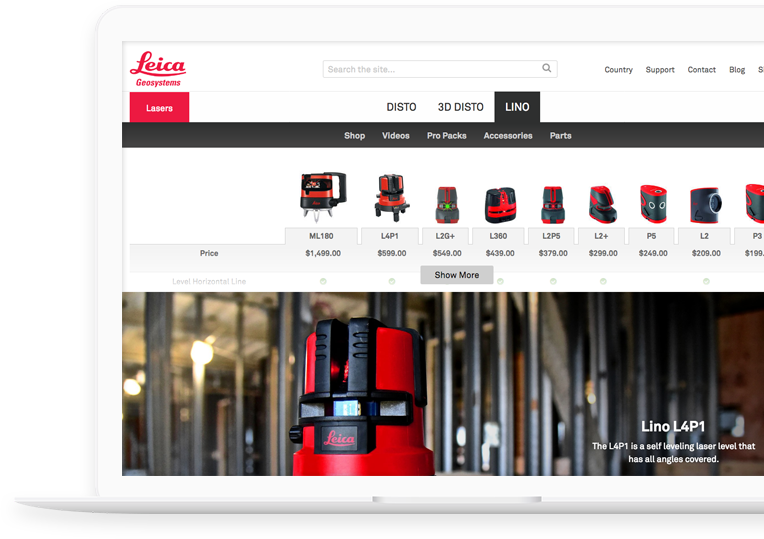 Leica
Geosystems
Search the site...
Country Support Contact Blog
Lasers
DISTO 3D DISTO LINO
Shop Videos Pro Packs Accessories Parts
ML180 L4P1 L2G+ L360 L2P5 L2+ P5 L2 P3
Price $1,499.00 $599.00 $549.00 $439.00 $379.00 $299.00 $249.00 $209.00 $199.
Show More
Level Horizontal Line
Leica
Lino L4P1
The L4P1 is a self leveling laser level that
has all angles covered.